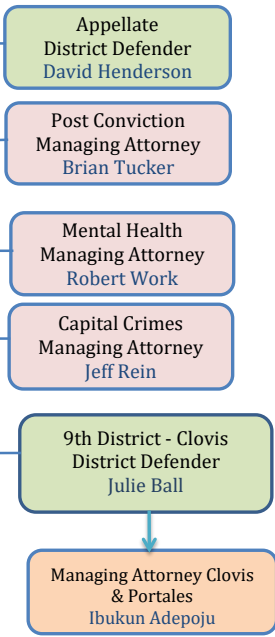 Appellate
District Defender
David Henderson
Post Conviction
Managing Attorney
Brian Tucker
Mental Health
Managing Attorney
Robert Work
Capital Crimes
Managing Attorney
Jeff Rein
9th District - Clovis
District Defender
Julie Ball
Managing Attorney Clovis
& Portales
Ibukun Adepoju